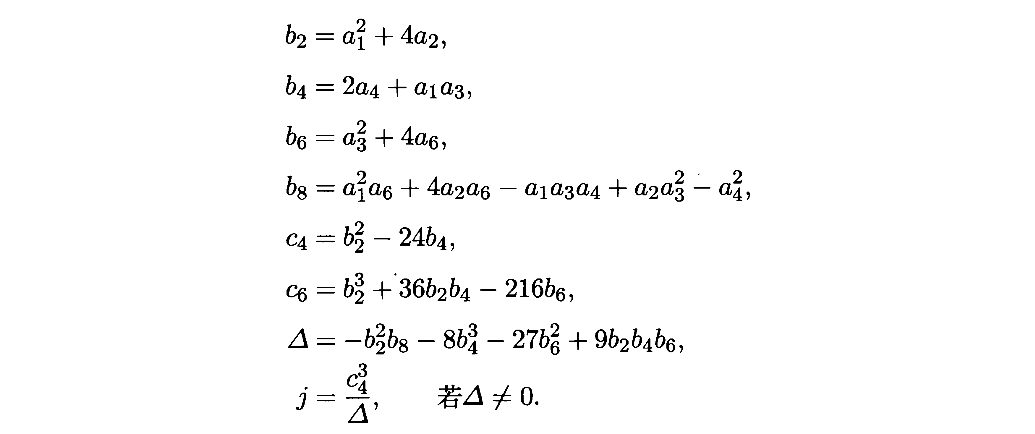 b₂ = a₁² + 4a₂,
b₄ = 2a₄ + a₁a₃,
b₆ = a₃² + 4a₆,
b₈ = a₁²a₆ + 4a₂a₆ − a₁a₃a₄ + a₂a₃² − a₄²,
c₄ = b₂² − 24b₄,
c₆ = b₂³ + 36b₂b₄ − 216b₆,
Δ = −b₂²b₈ − 8b₄³ − 27b₆² + 9b₂b₄b₆,
j = c₄³/Δ, 若Δ ≠ 0.